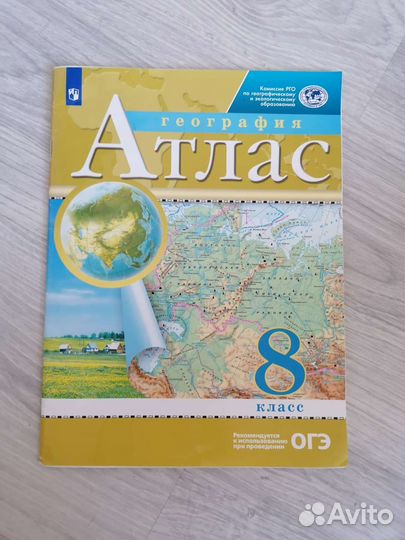 Комиссия РГО
по географическому
и экологическому
образованию
география
Атлас
8
класс
Рекомендуется
к использованию
при проведении
ОГЭ
Avito